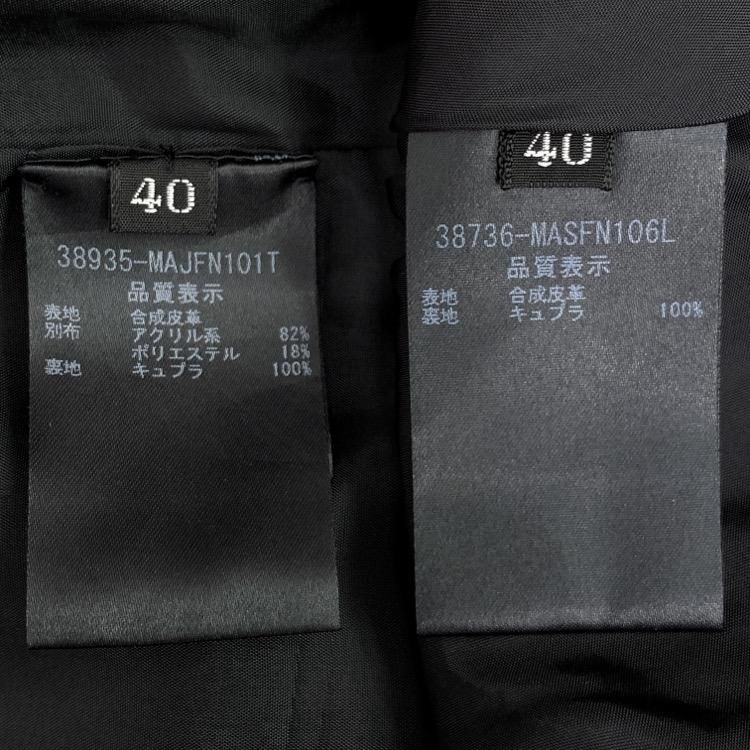 40
38935-MAJFN101T
品質表示
表地 合成皮革
別布 アクリル系 82%
ポリエステル 18%
裏地 キュプラ 100%
40
38736-MASFN106L
品質表示
表地 合成皮革
裏地 キュプラ 100%